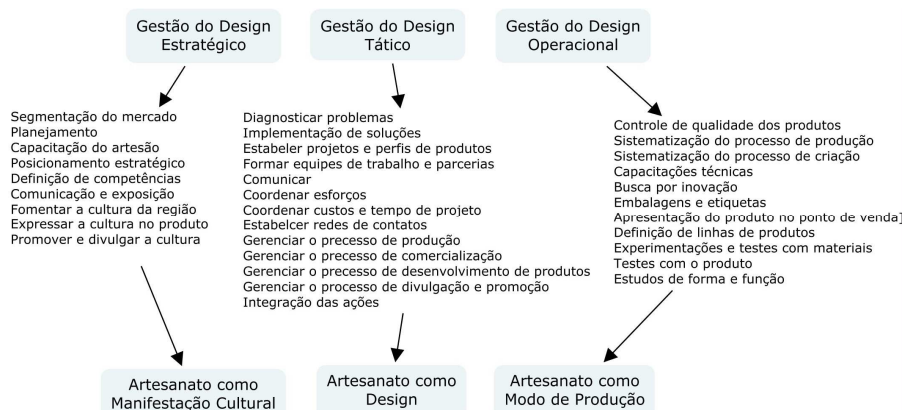 Gestão do Design
Estratégico
Gestão do Design
Tático
Gestão do Design
Operacional
Segmentação do mercado
Planejamento
Capacitação do artesão
Posicionamento estratégico
Definição de competências
Comunicação e exposição
Fomentar a cultura da região
Expressar a cultura no produto
Promover e divulgar a cultura
Diagnosticar problemas
Implementação de soluções
Estabeler projetos e perfis de produtos
Formar equipes de trabalho e parcerias
Comunicar
Coordenar esforços
Coordenar custos e tempo de projeto
Estabelcer redes de contatos
Gerenciar o precesso de produção
Gerenciar o processo de comercialização
Gerenciar o processo de desenvolvimento de produtos
Gerenciar o processo de divulgação e promoção
Integração das ações
Controle de qualidade dos produtos
Sistematização do processo de produção
Sistematização do processo de criação
Capacitações técnicas
Busca por inovação
Embalagens e etiquetas
Apresentação do produto no ponto de venda]
Definição de linhas de produtos
Experimentações e testes com materiais
Testes com o produto
Estudos de forma e função
Artesanato como
Manifestação Cultural
Artesanato como
Design
Artesanato como
Modo de Produção